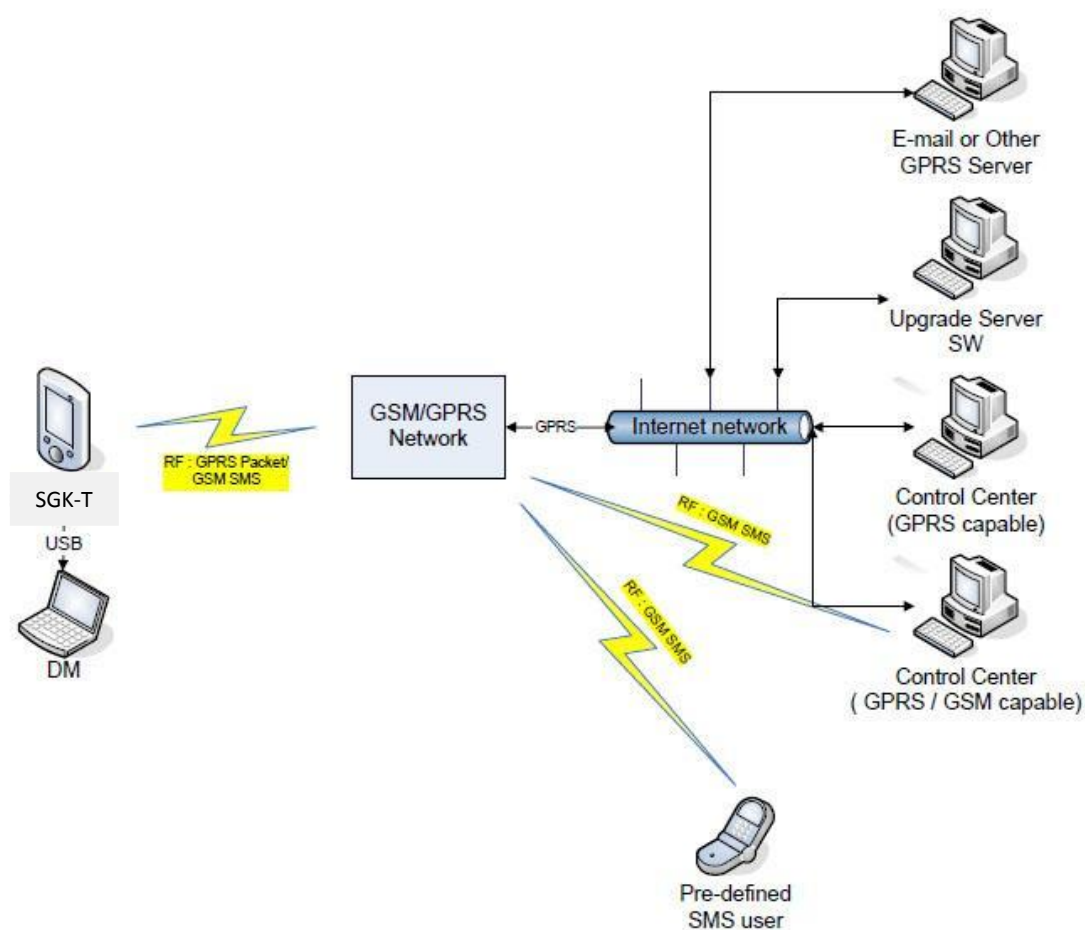 E-mail or Other
GPRS Server
Upgrade Server
SW
GSM/GPRS
Network
GPRS
Internet network
RF : GPRS Packet/
GSM SMS
SGK-T
USB
DM
RF : GSM SMS
RF : GSM SMS
Control Center
(GPRS capable)
Control Center
( GPRS / GSM capable)
Pre-defined
SMS user